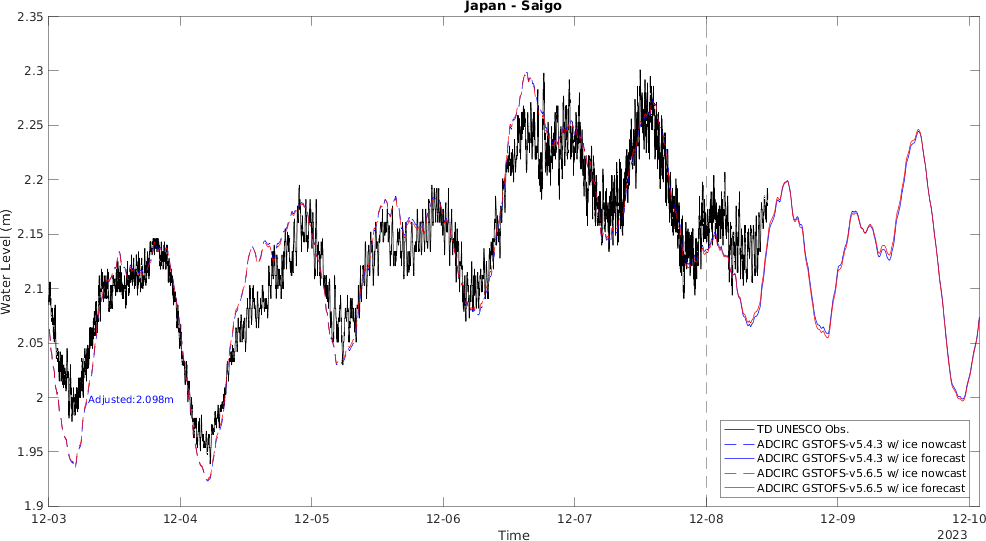 Japan - Saigo
2.35
2.3
2.25
2.2
2.15
2.1
2.05
2
1.95
1.9
Water Level (m)
Adjusted:2.098m
TD UNESCO Obs.
ADCIRC GSTOFS-v5.4.3 w/ ice nowcast
ADCIRC GSTOFS-v5.4.3 w/ ice forecast
ADCIRC GSTOFS-v5.6.5 w/ ice nowcast
ADCIRC GSTOFS-v5.6.5 w/ ice forecast
12-03 12-04 12-05 12-06 12-07 12-08 12-09 12-10
Time
2023